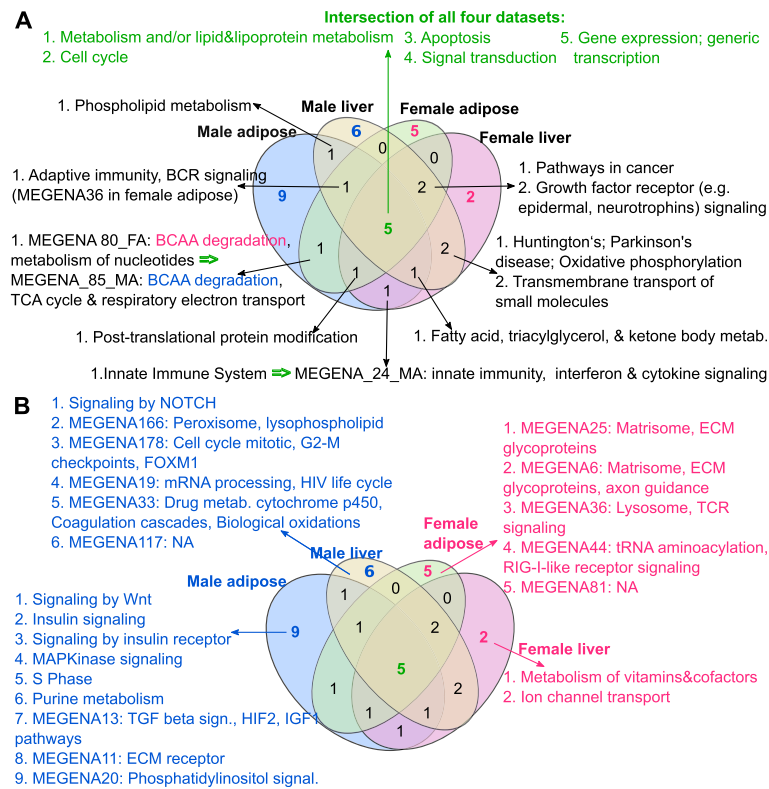 A
Intersection of all four datasets:
1. Metabolism and/or lipid&lipoprotein metabolism
2. Cell cycle
3. Apoptosis
4. Signal transduction
5. Gene expression; generic
transcription
1. Phospholipid metabolism
Male liver
Female adipose
Male adipose
Female liver
6
5
1
0
0
1. Adaptive immunity, BCR signaling
(MEGENA36 in female adipose)
9
1
2
2
1. Pathways in cancer
2. Growth factor receptor (e.g.
epidermal, neurotrophins) signaling
5
1. MEGENA 80_FA: BCAA degradation,
metabolism of nucleotides ⇒
MEGENA_85_MA: BCAA degradation,
TCA cycle & respiratory electron transport
1
2
1
1
1
1. Huntington's; Parkinson's
disease; Oxidative phosphorylation
2. Transmembrane transport of
small molecules
1. Post-translational protein modification
1. Fatty acid, triacylglycerol, & ketone body metab.
1.Innate Immune System ⇒ MEGENA_24_MA: innate immunity, interferon & cytokine signaling
B
1. Signaling by NOTCH
2. MEGENA166: Peroxisome, lysophospholipid
3. MEGENA178: Cell cycle mitotic, G2-M
checkpoints, FOXM1
4. MEGENA19: mRNA processing, HIV life cycle
5. MEGENA33: Drug metab. cytochrome p450,
Coagulation cascades, Biological oxidations
6. MEGENA117: NA
1. MEGENA25: Matrisome, ECM
glycoproteins
2. MEGENA6: Matrisome, ECM
glycoproteins, axon guidance
3. MEGENA36: Lysosome, TCR
signaling
4. MEGENA44: tRNA aminoacylation,
RIG-I-like receptor signaling
5. MEGENA81: NA
Male liver
Female
adipose
Male adipose
Female liver
6
5
1
0
0
9
1
2
2
5
1
2
1
1
1
1. Signaling by Wnt
2. Insulin signaling
3. Signaling by insulin receptor
4. MAPKinase signaling
5. S Phase
6. Purine metabolism
7. MEGENA13: TGF beta sign., HIF2, IGF1
pathways
8. MEGENA11: ECM receptor
9. MEGENA20: Phosphatidylinositol signal.
1. Metabolism of vitamins&cofactors
2. Ion channel transport